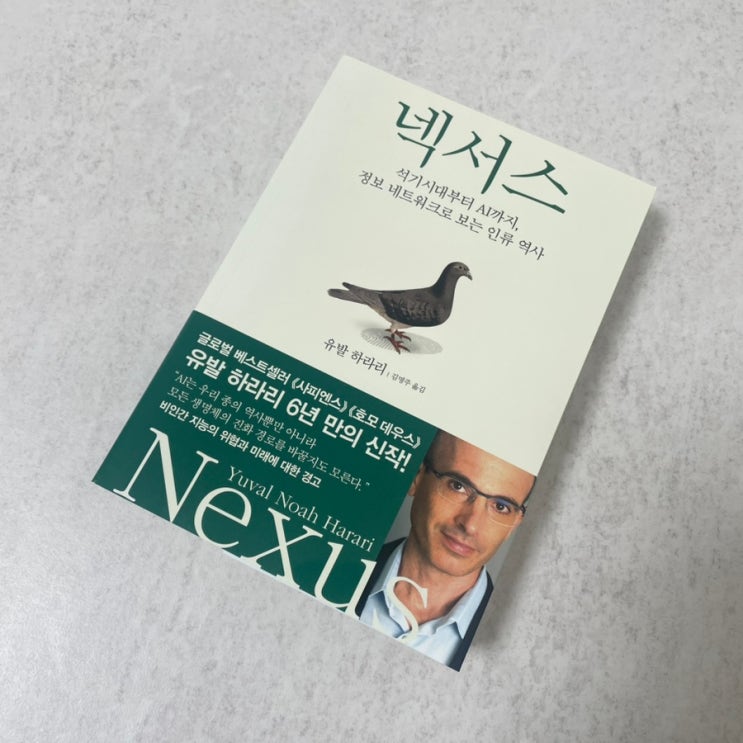 넥서스
석기시대부터 AI까지,
정보 네트워크로 보는 인류 역사
유발 하라리 | 김명주 옮김
글로벌 베스트셀러 《사피엔스》 《호모 데우스》
유발 하라리 6년 만의 신작!
"AI는 우리 종의 역사뿐만 아니라
모든 생명체의 진화 경로를 바꿀지도 모른다."
비인간 지능의 위협과 미래에 대한 경고
Yuval Noah Harari
Nexus